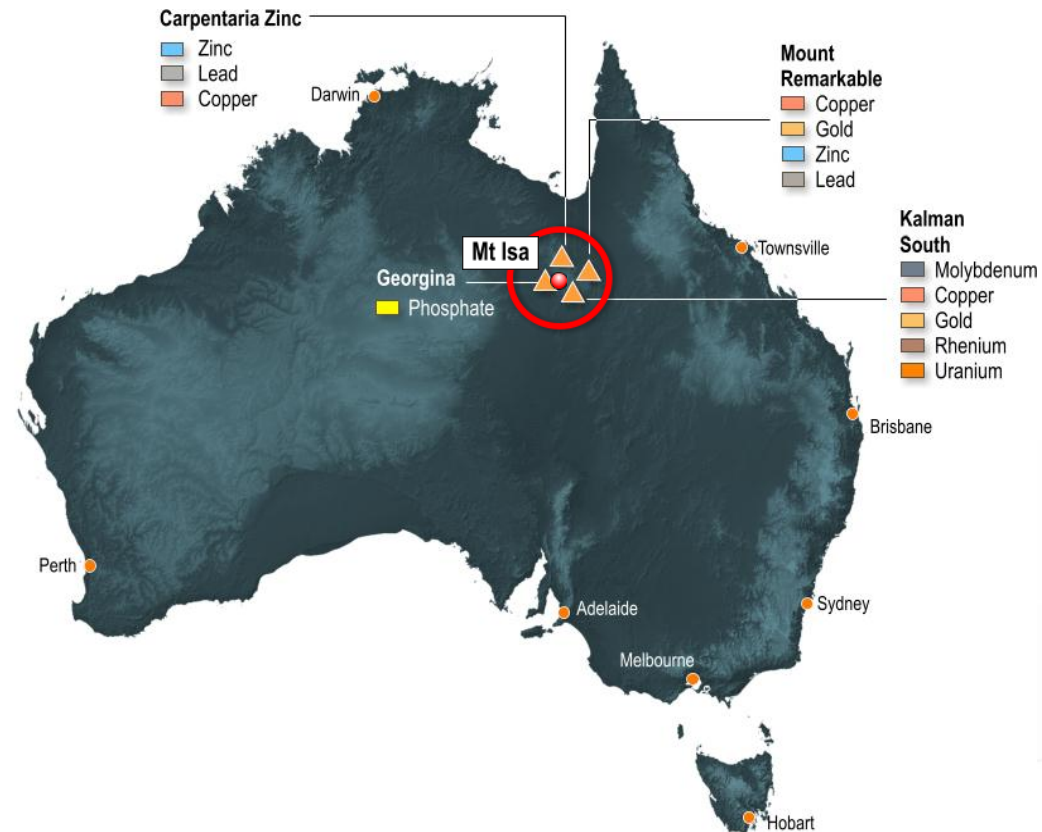 Carpentaria Zinc
Zinc
Lead
Copper
Darwin
Mount
Remarkable
Copper
Gold
Zinc
Lead
Kalman
South
Molybdenum
Copper
Gold
Rhenium
Uranium
Townsville
Mt Isa
Georgina
Phosphate
Brisbane
Perth
Adelaide
Sydney
Melbourne
Hobart